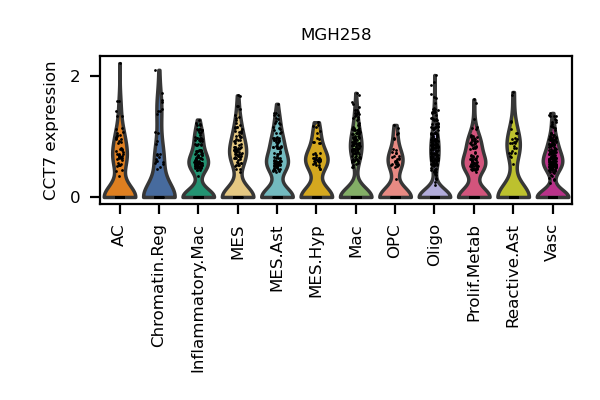 MGH258
CCT7 expression
2
0
AC
Chromatin.Reg
Inflammatory.Mac
MES
MES.Ast
MES.Hyp
Mac
OPC
Oligo
Prolif.Metab
Reactive.Ast
Vasc